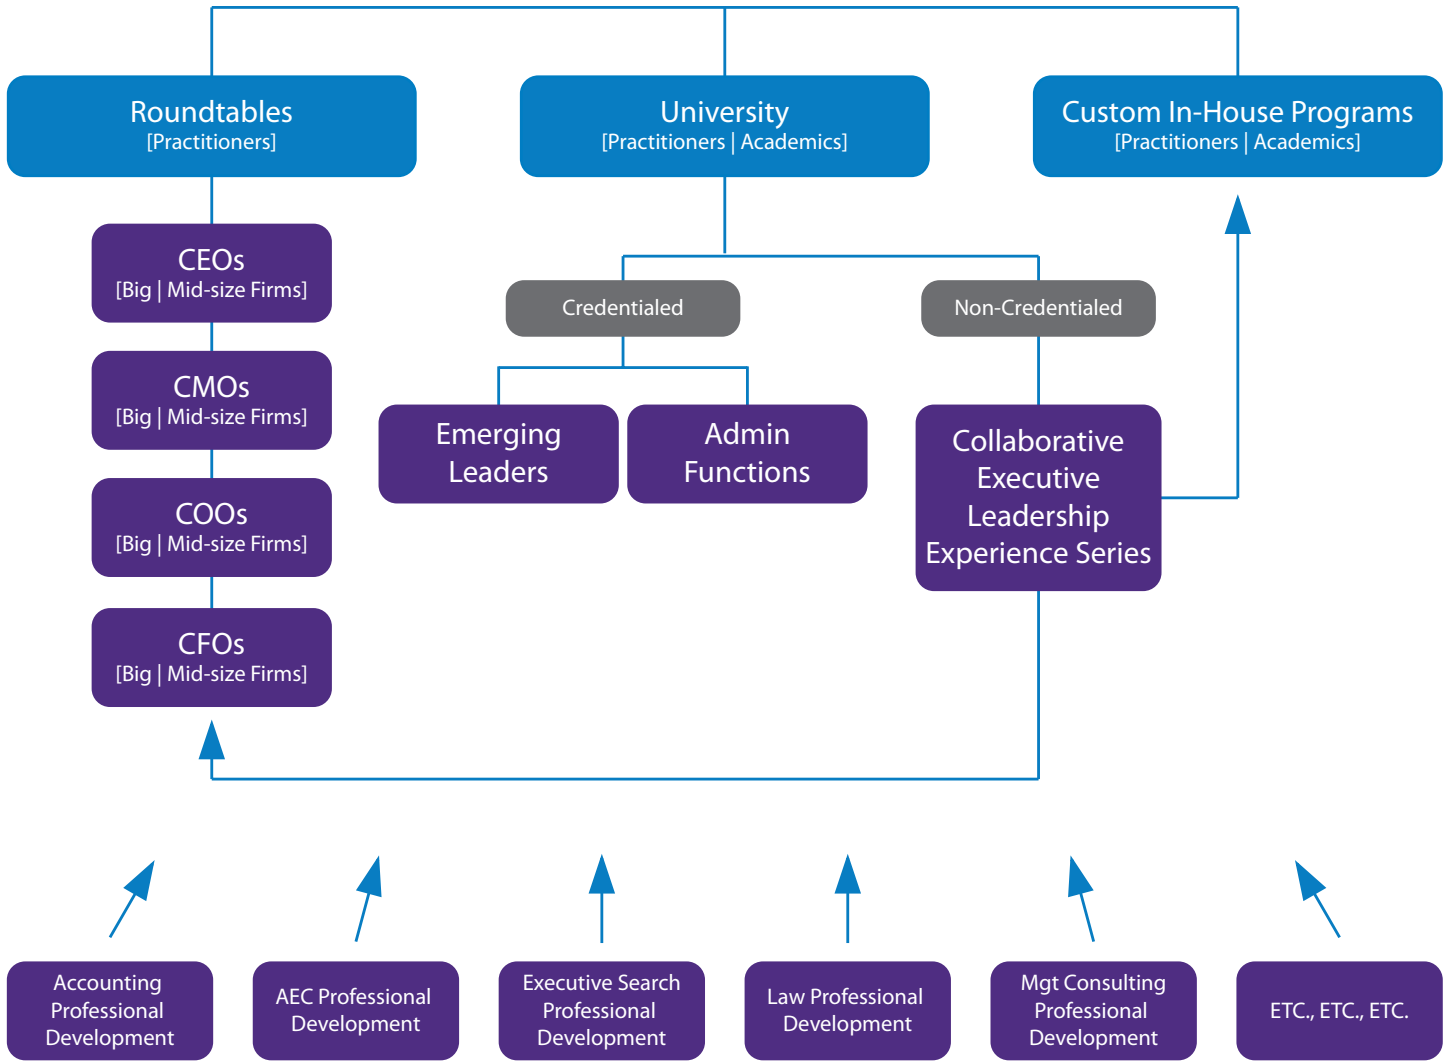 Roundtables
[Practitioners]
University
[Practitioners | Academics]
Custom In-House Programs
[Practitioners | Academics]
CEOs
[Big | Mid-size Firms]
CMOs
[Big | Mid-size Firms]
COOs
[Big | Mid-size Firms]
CFOs
[Big | Mid-size Firms]
Credentialed
Non-Credentialed
Emerging
Leaders
Admin
Functions
Collaborative
Executive
Leadership
Experience Series
Accounting
Professional
Development
AEC Professional
Development
Executive Search
Professional
Development
Law Professional
Development
Mgt Consulting
Professional
Development
ETC., ETC., ETC.